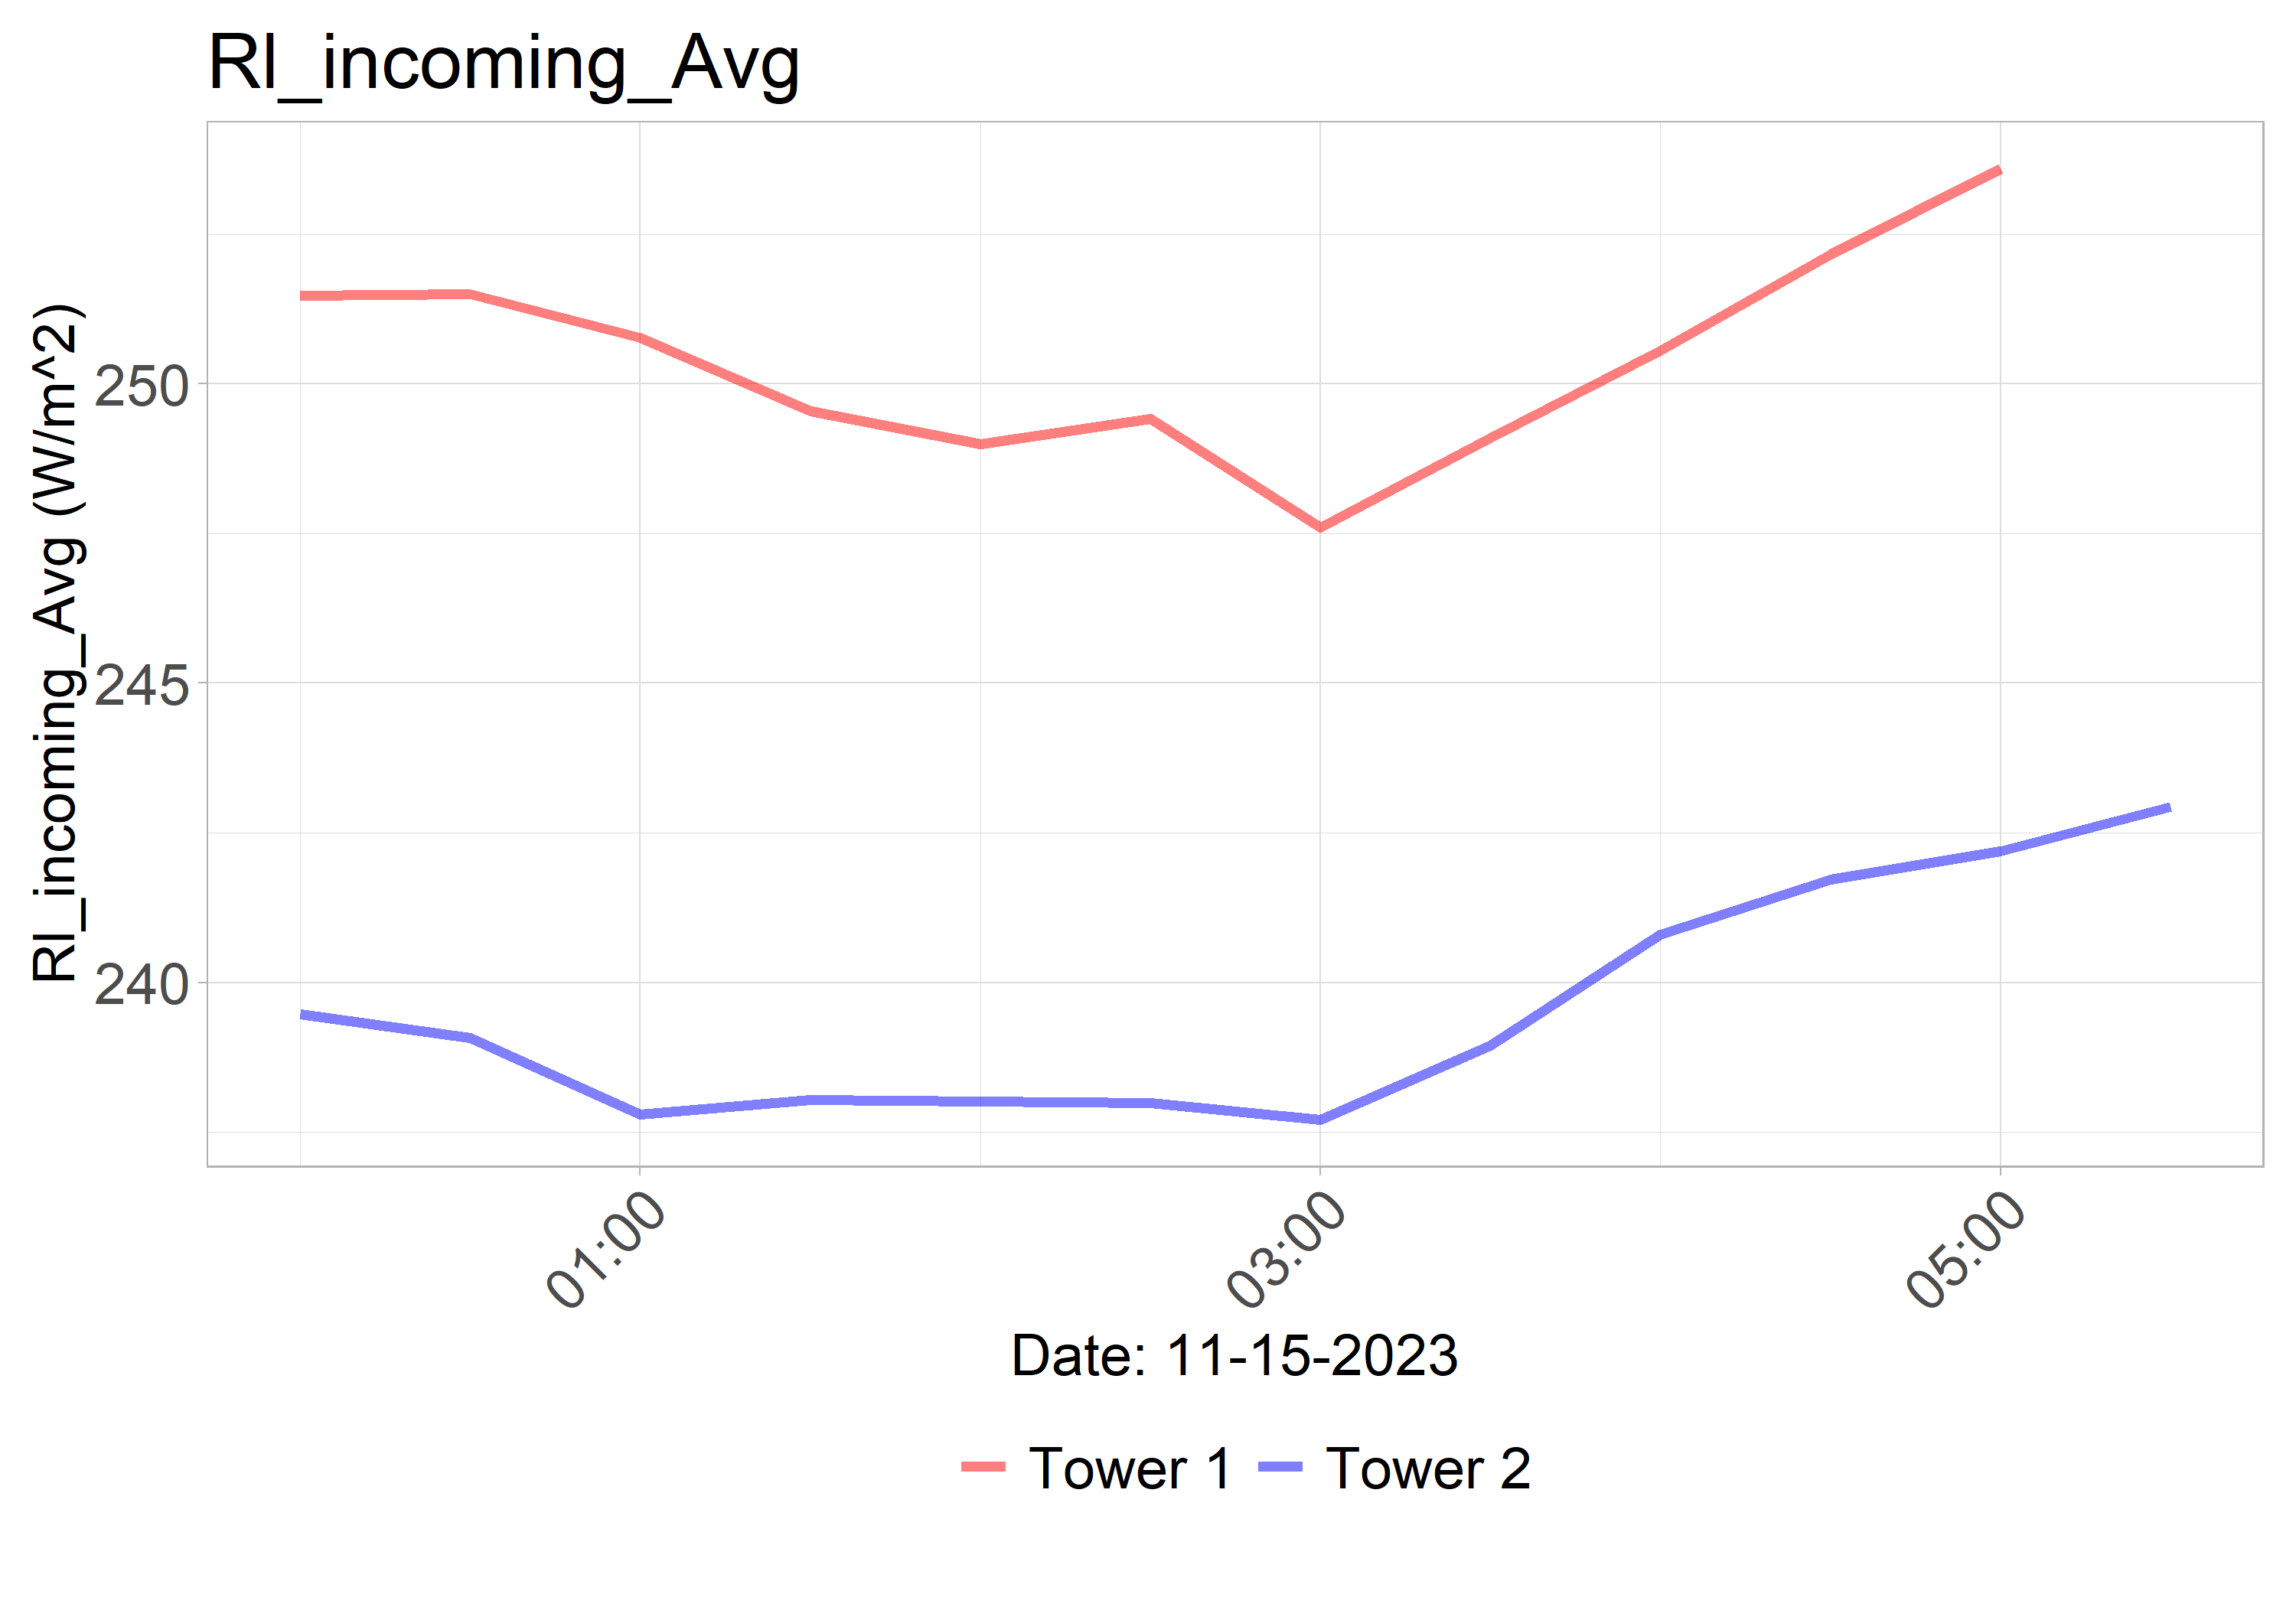 Rl_incoming_Avg
Rl_incoming_Avg (W/m^2)
250
245
240
01:00
03:00
05:00
Date: 11-15-2023
Tower 1
Tower 2